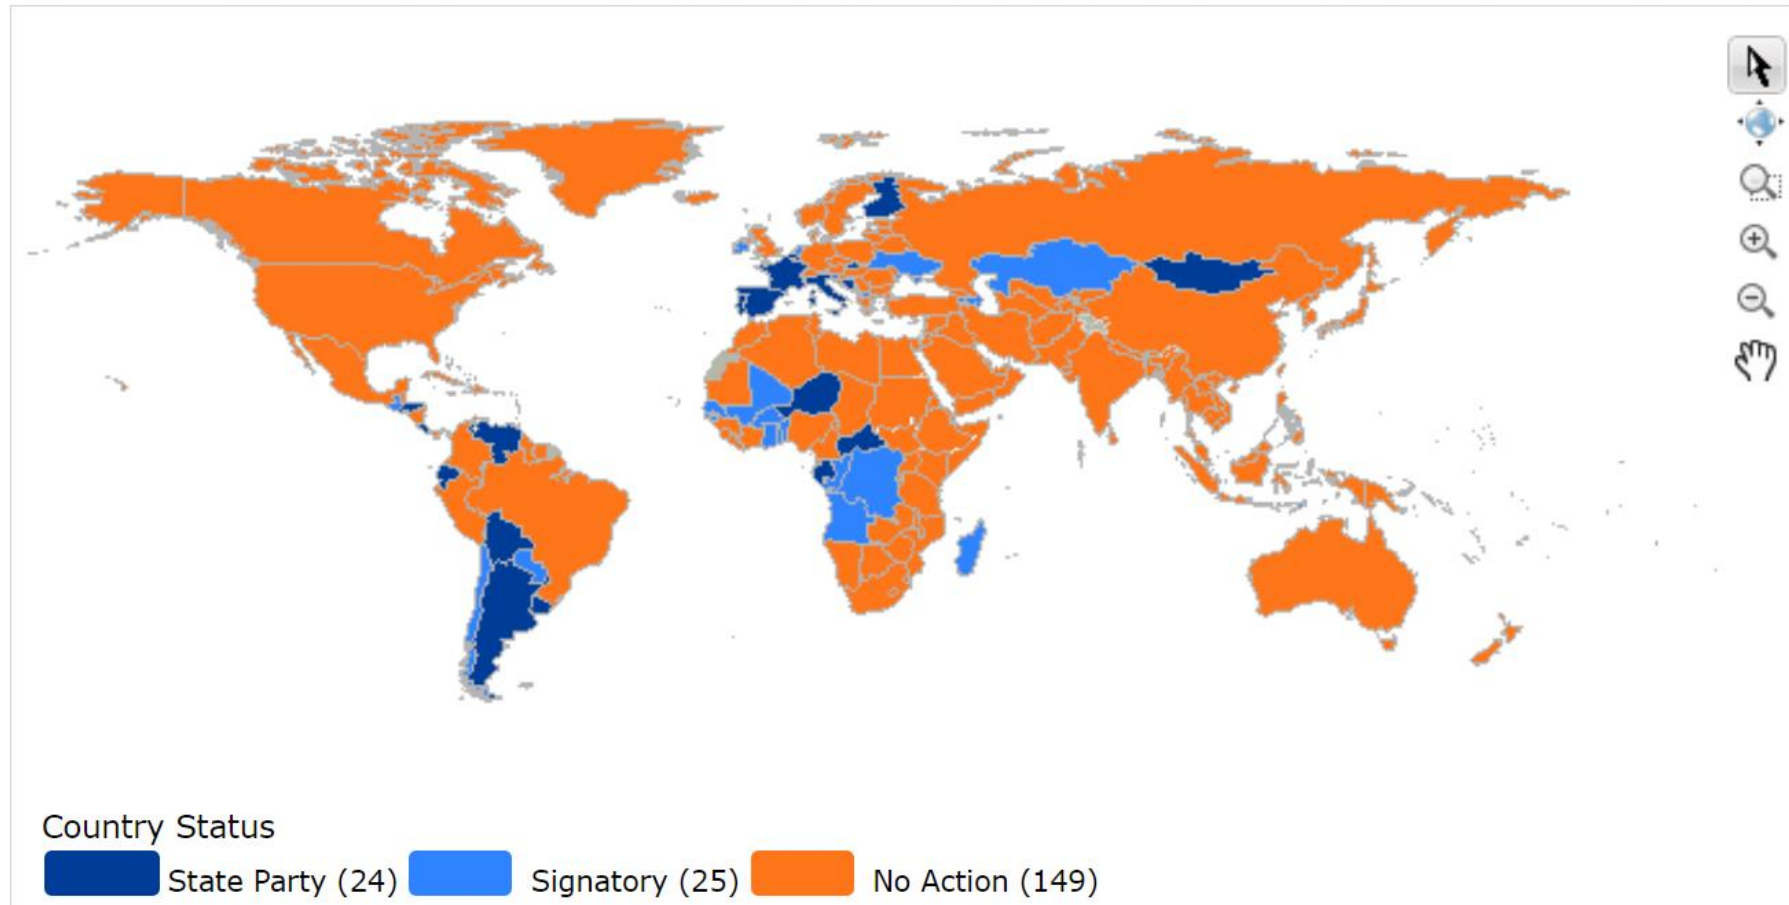 Country Status
State Party (24) Signatory (25) No Action (149)